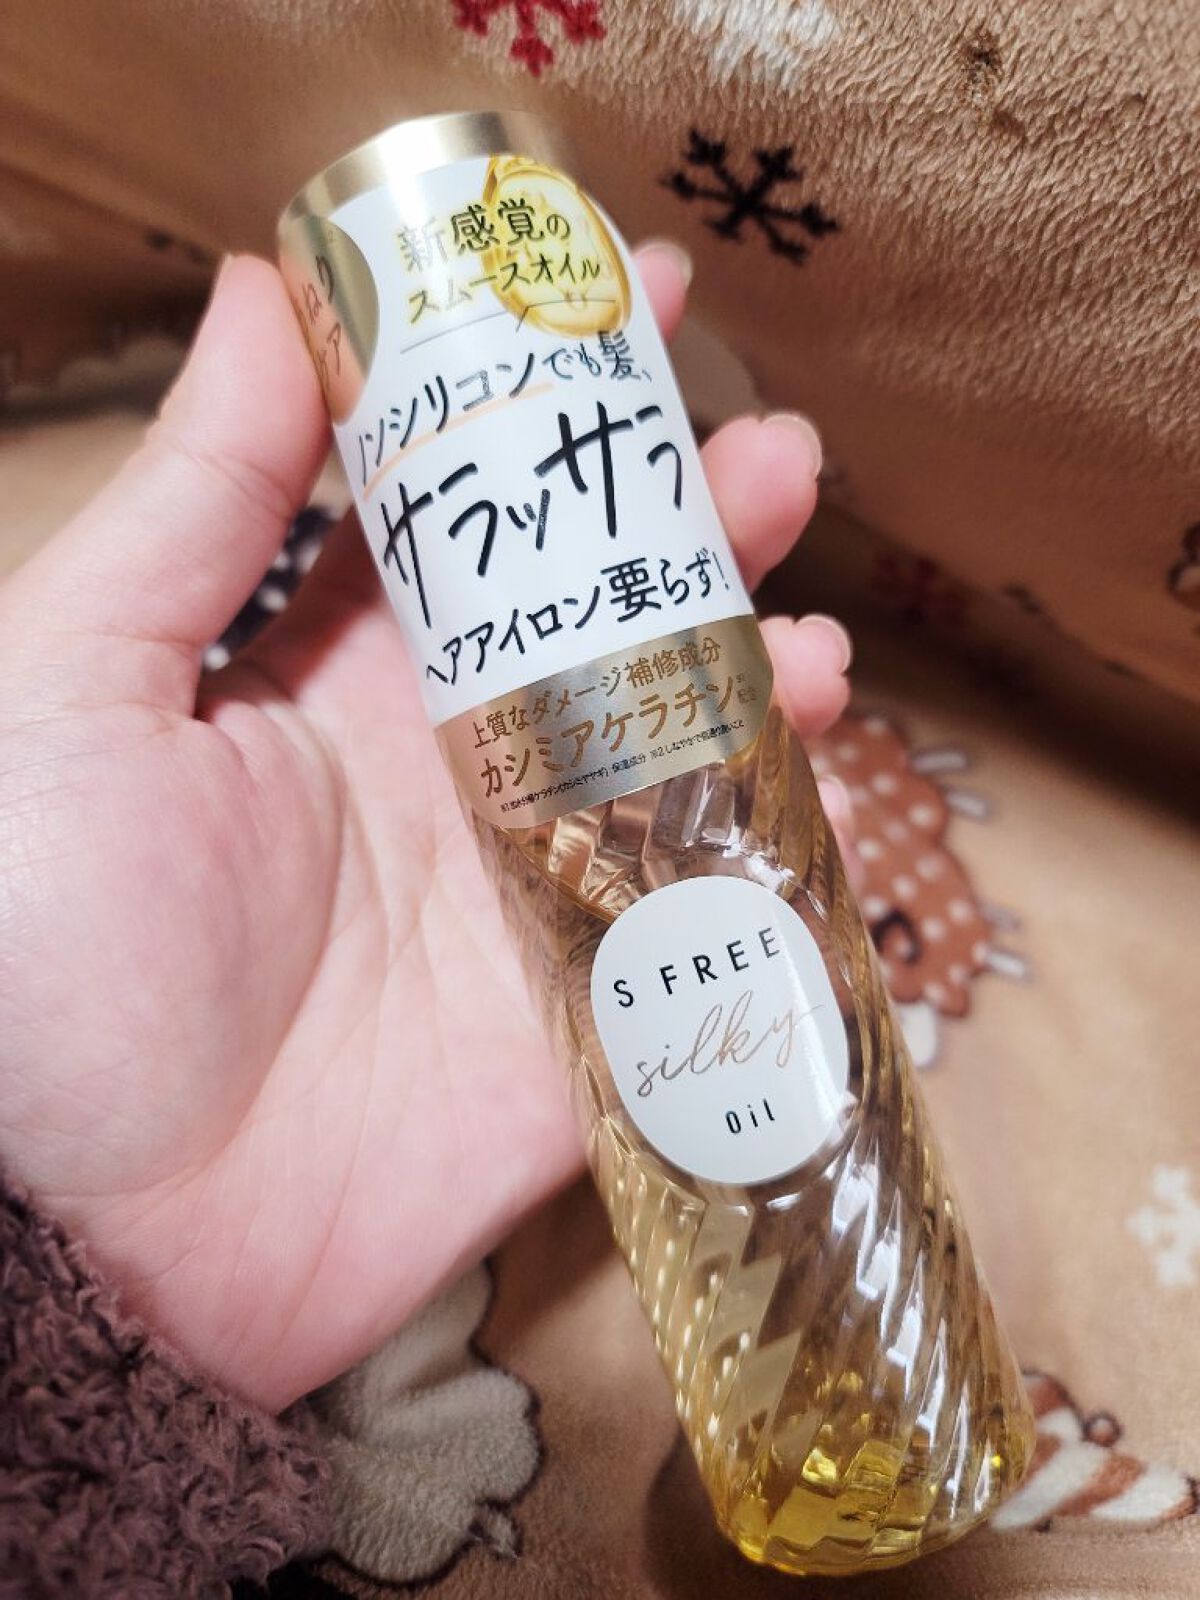 新感覚の
スムースオイル
ノンシリコンでも髪、
サラッサラ
ヘアアイロン要らず!
上質なダメージ補修成分
カシミアケラチン
配合
S FREE
silky
Oil